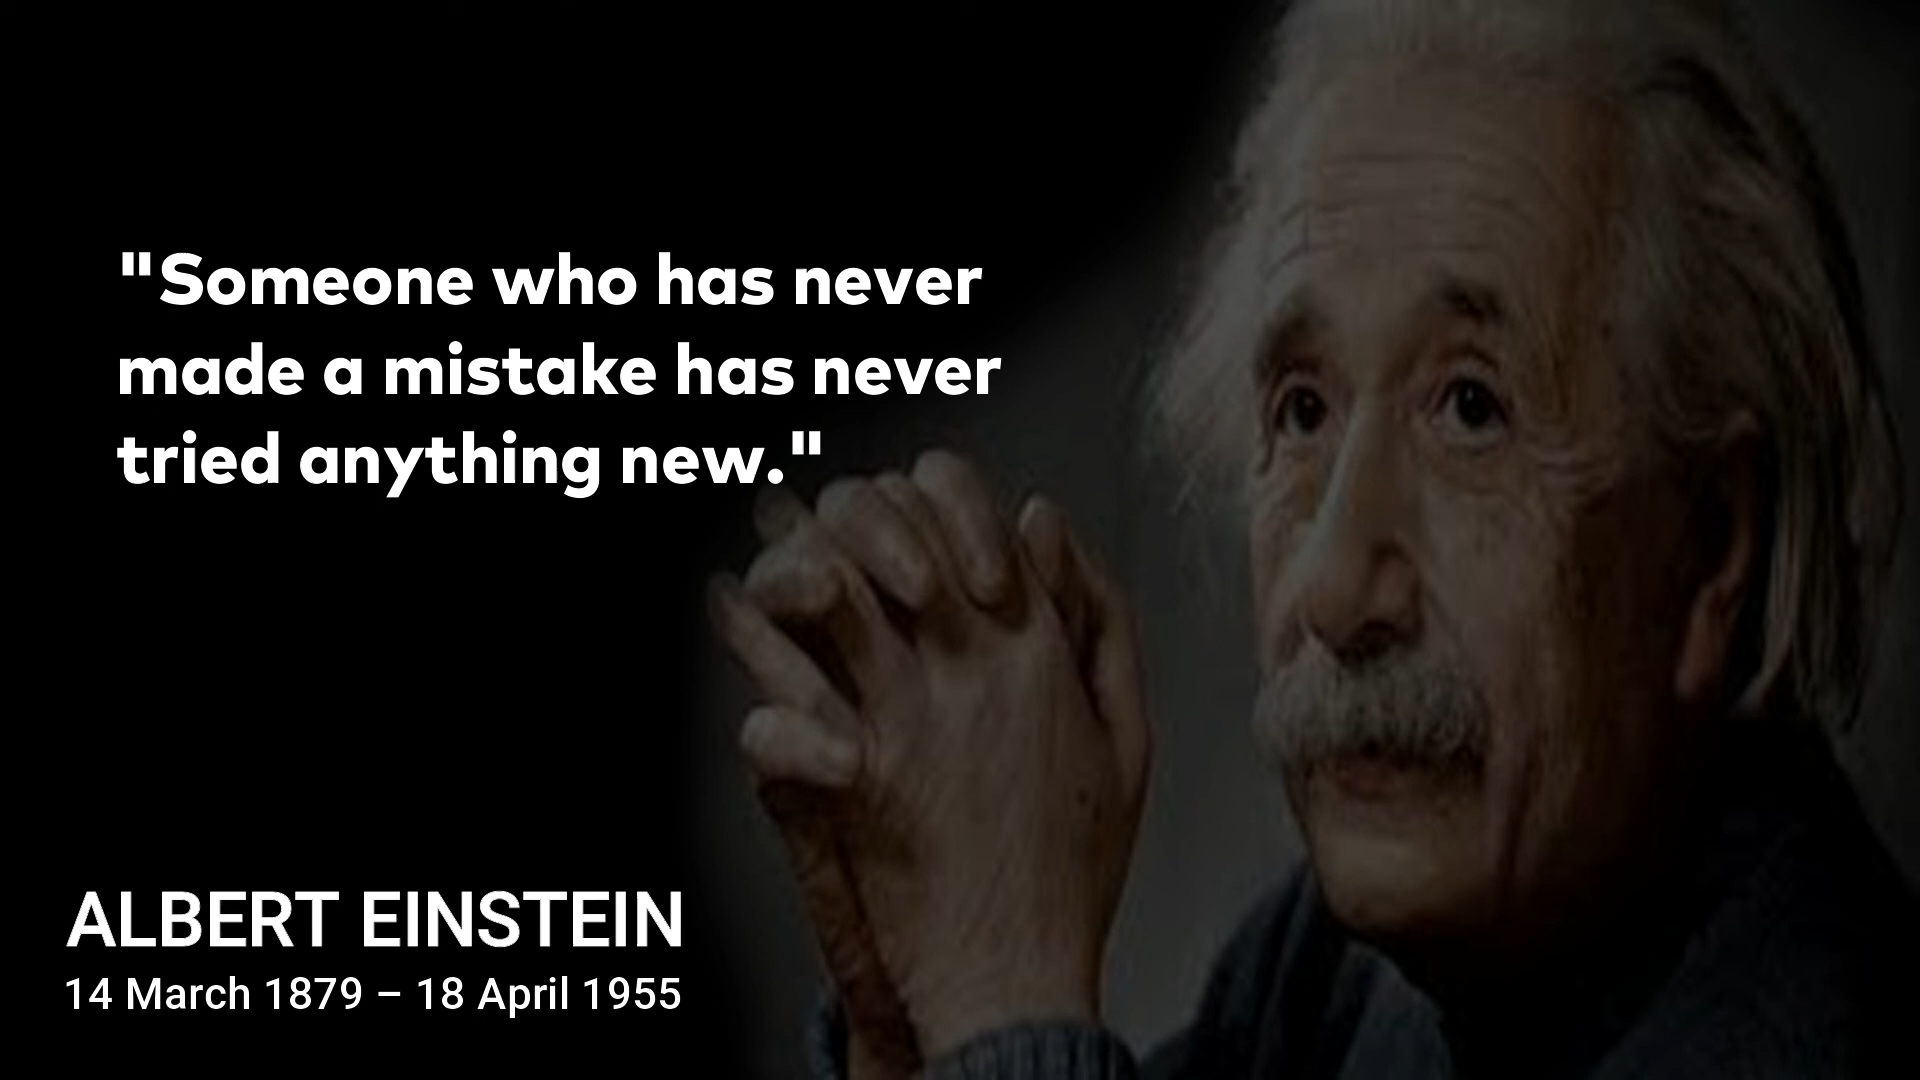 "Someone who has never
made a mistake has never
tried anything new."
ALBERT EINSTEIN
14 March 1879 – 18 April 1955